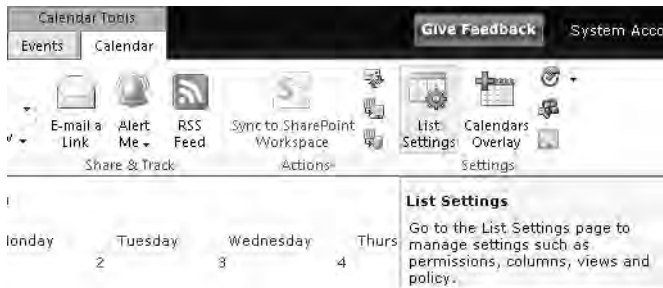 Calendar Tools
Give Feedback
System Acco
Events Calendar
E-mail a Link
Alert Me
RSS Feed
Sync to SharePoint Workspace
List Settings
Calendars Overlay
Share & Track
Actions
Settings
List Settings
Go to the List Settings page to
manage settings such as
permissions, columns, views and
policy.
londay Tuesday Wednesday Thurs
2 3 4